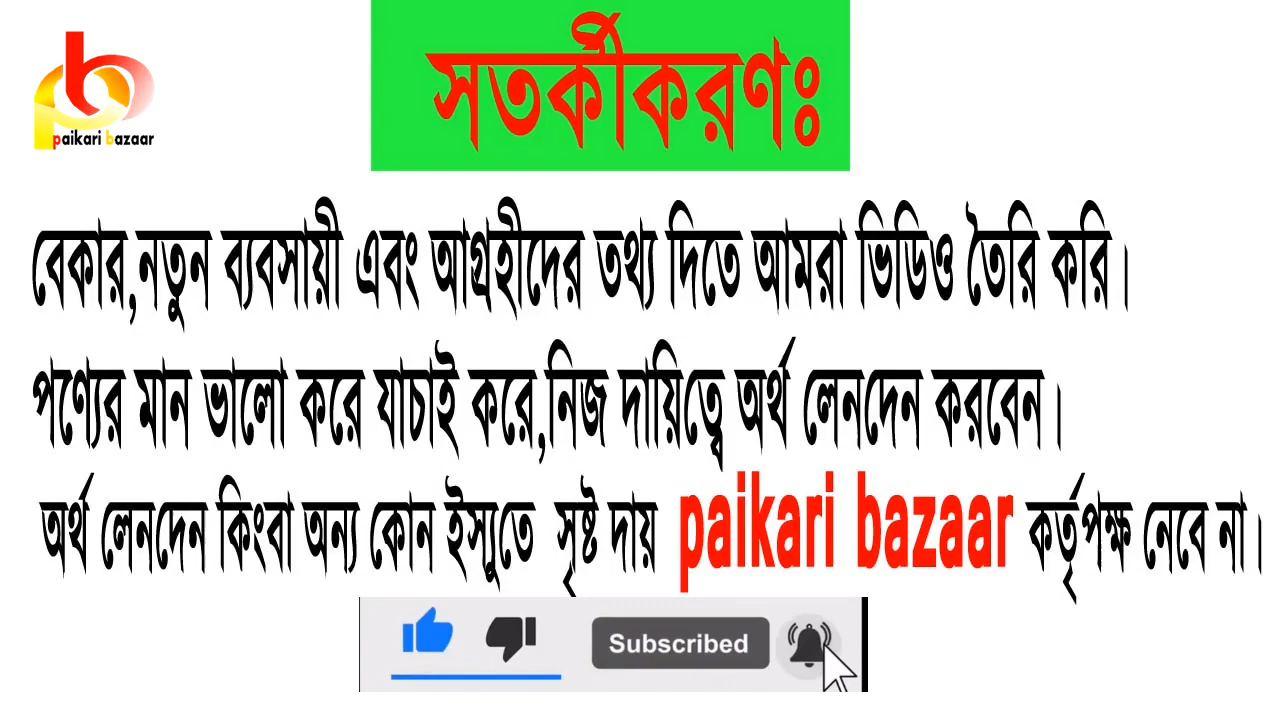 paikari bazaar
সতর্কীকরণঃ
বেকার,নতুন ব্যবসায়ী এবং আগ্রহীদের তথ্য দিতে আমরা ভিডিও তৈরি করি।
পণ্যের মান ভালো করে যাচাই করে,নিজ দায়িত্বে অর্থ লেনদেন করবেন।
অর্থ লেনদেন কিংবা অন্য কোন ইস্যুতে সৃষ্ট দায় paikari bazaar কর্তৃপক্ষ নেবে না।
Subscribed